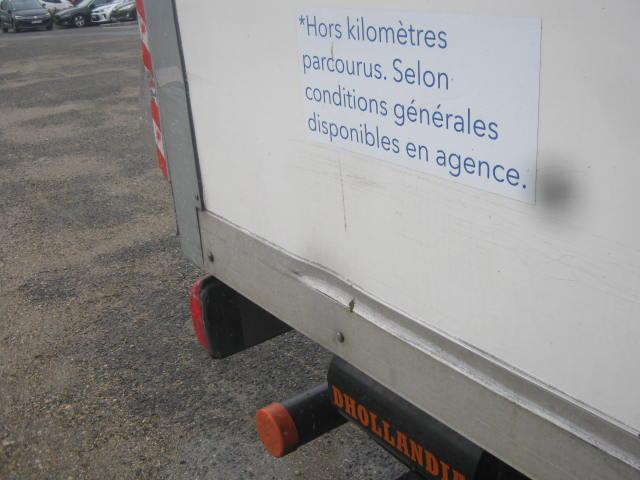 *Hors kilomètres
parcourus. Selon
conditions générales
disponibles en agence.
DHOLLANDIA